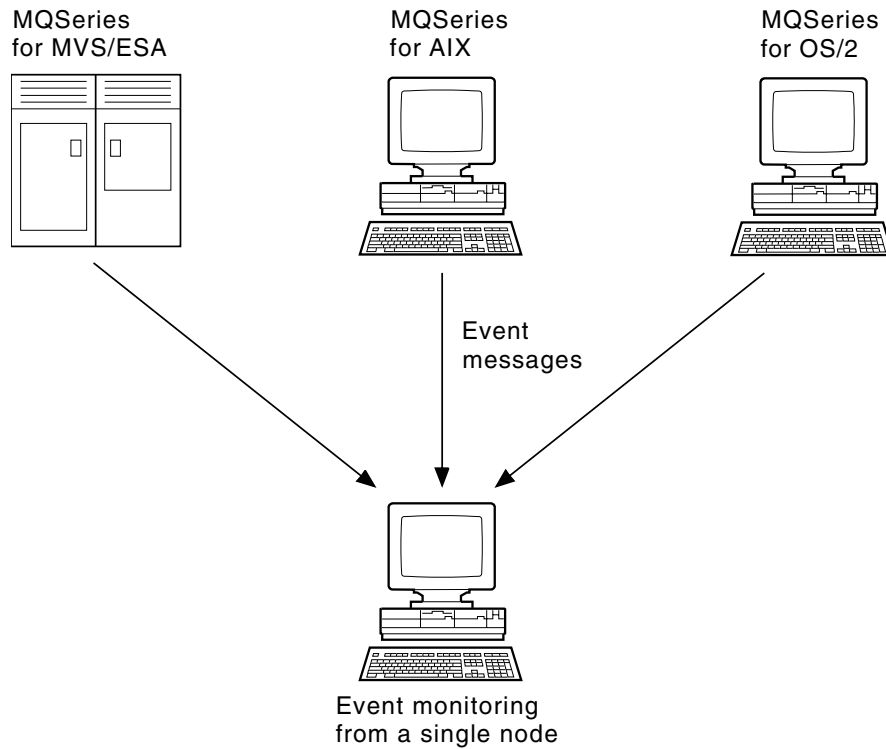 MQSeries
for MVS/ESA
MQSeries
for AIX
MQSeries
for OS/2
Event
messages
Event monitoring
from a single node